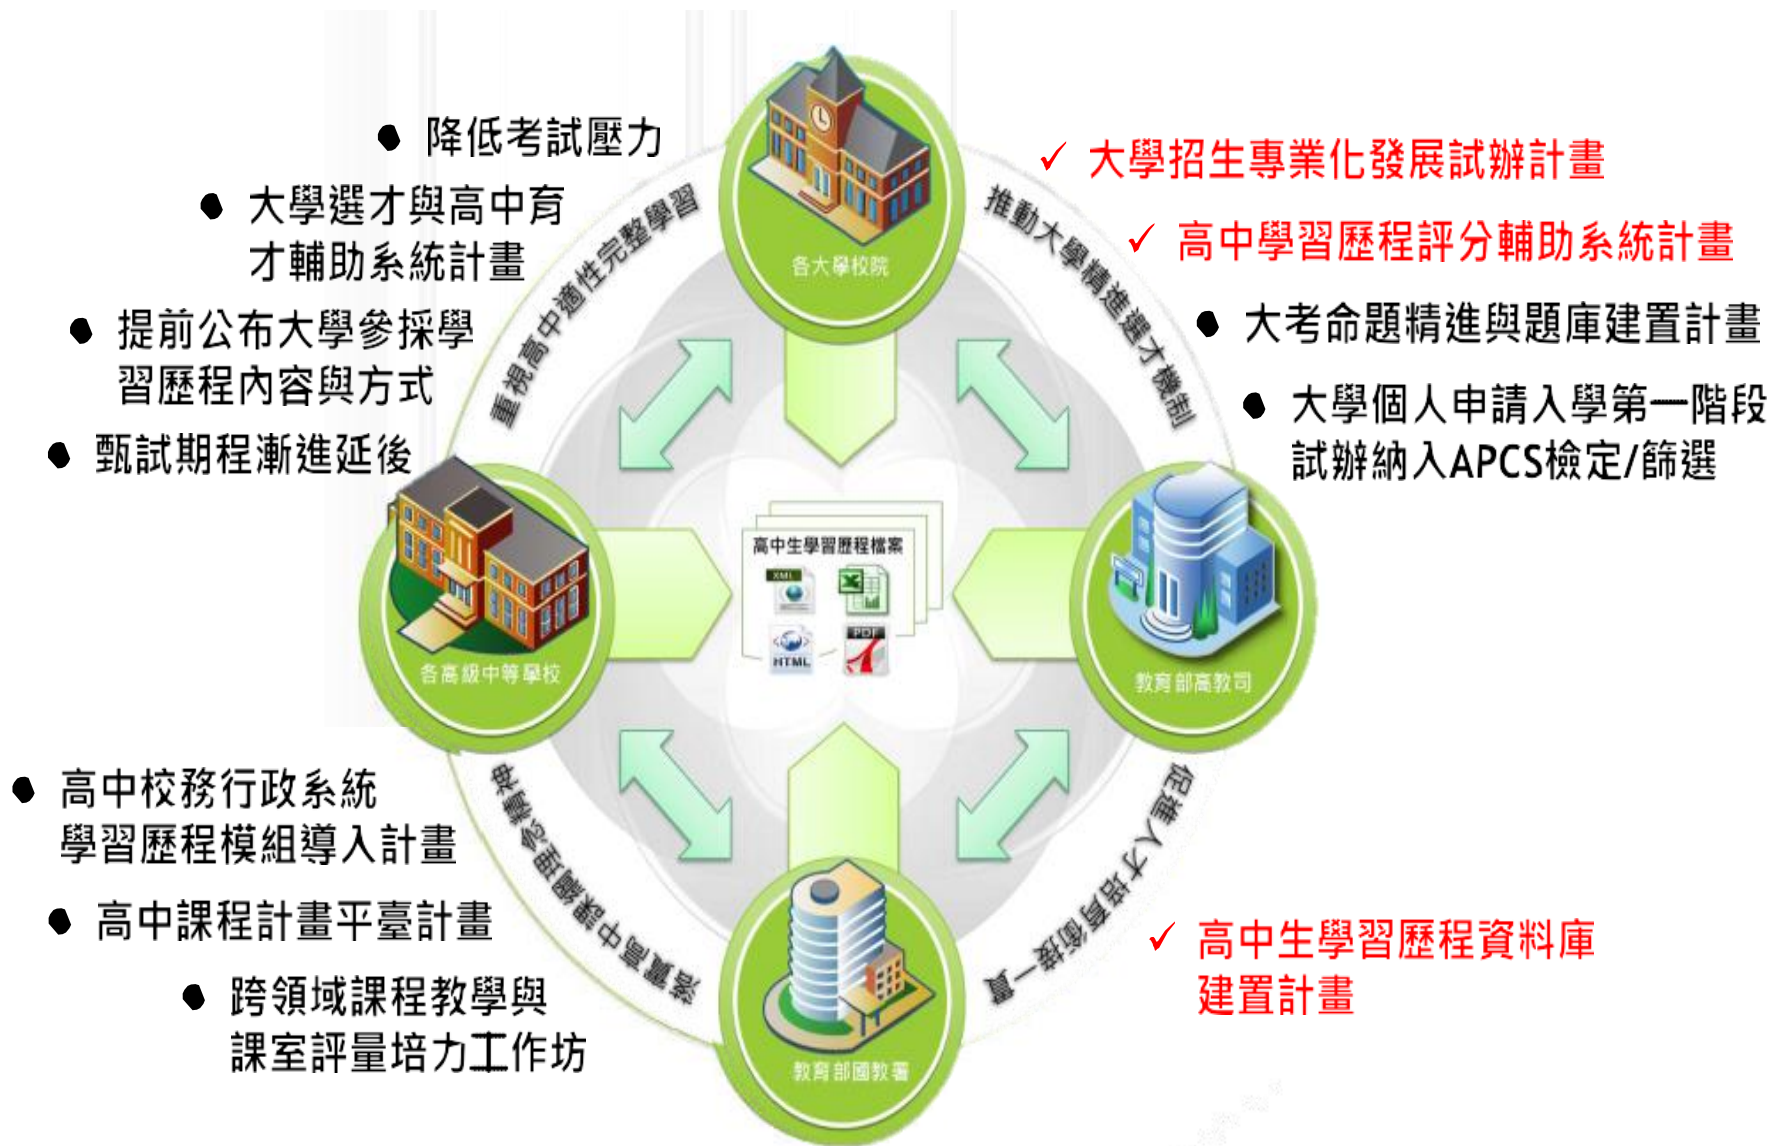 降低考試壓力
大學選才與高中育
才輔助系統計畫
提前公布大學參採學
習歷程內容與方式
甄試期程漸進延後
大學招生專業化發展試辦計畫
高中學習歷程評分輔助系統計畫
大考命題精進與題庫建置計畫
大學個人申請入學第一階段
試辦納入APCS檢定/篩選
重視高中適性完整學習
推動大學精進選才機制
各大學校院
高中生學習歷程檔案
XML
HTML
PDF
各高級中等學校
教育部高教司
高中校務行政系統
學習歷程模組導入計畫
高中課程計畫平臺計畫
跨領域課程教學與
課室評量培力工作坊
落實高中課綱理念精神
促進人才培育銜接一貫
教育部國教署
高中生學習歷程資料庫
建置計畫